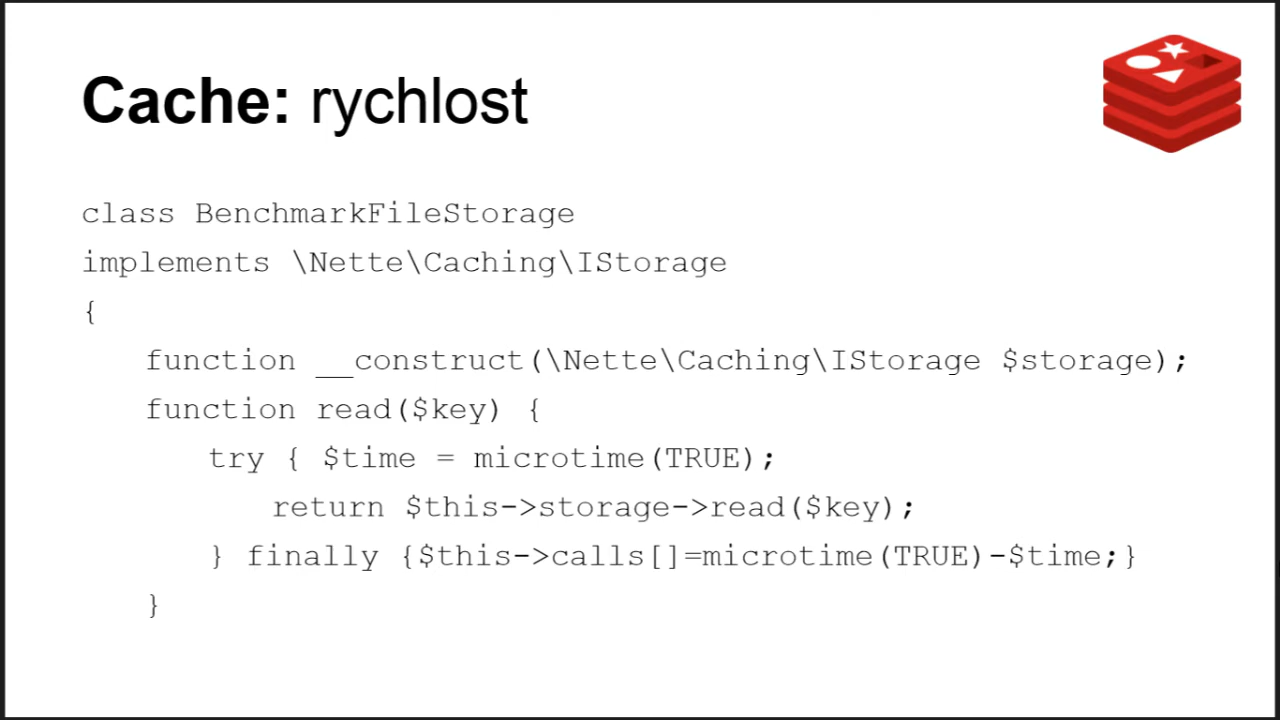 Cache: rychlost
class BenchmarkFileStorage
implements \Nette\Caching\IStorage
{
function __construct(\Nette\Caching\IStorage $storage);
function read($key) {
try { $time = microtime(TRUE);
return $this->storage->read($key);
} finally {$this->calls[]=microtime(TRUE)-$time;}
}